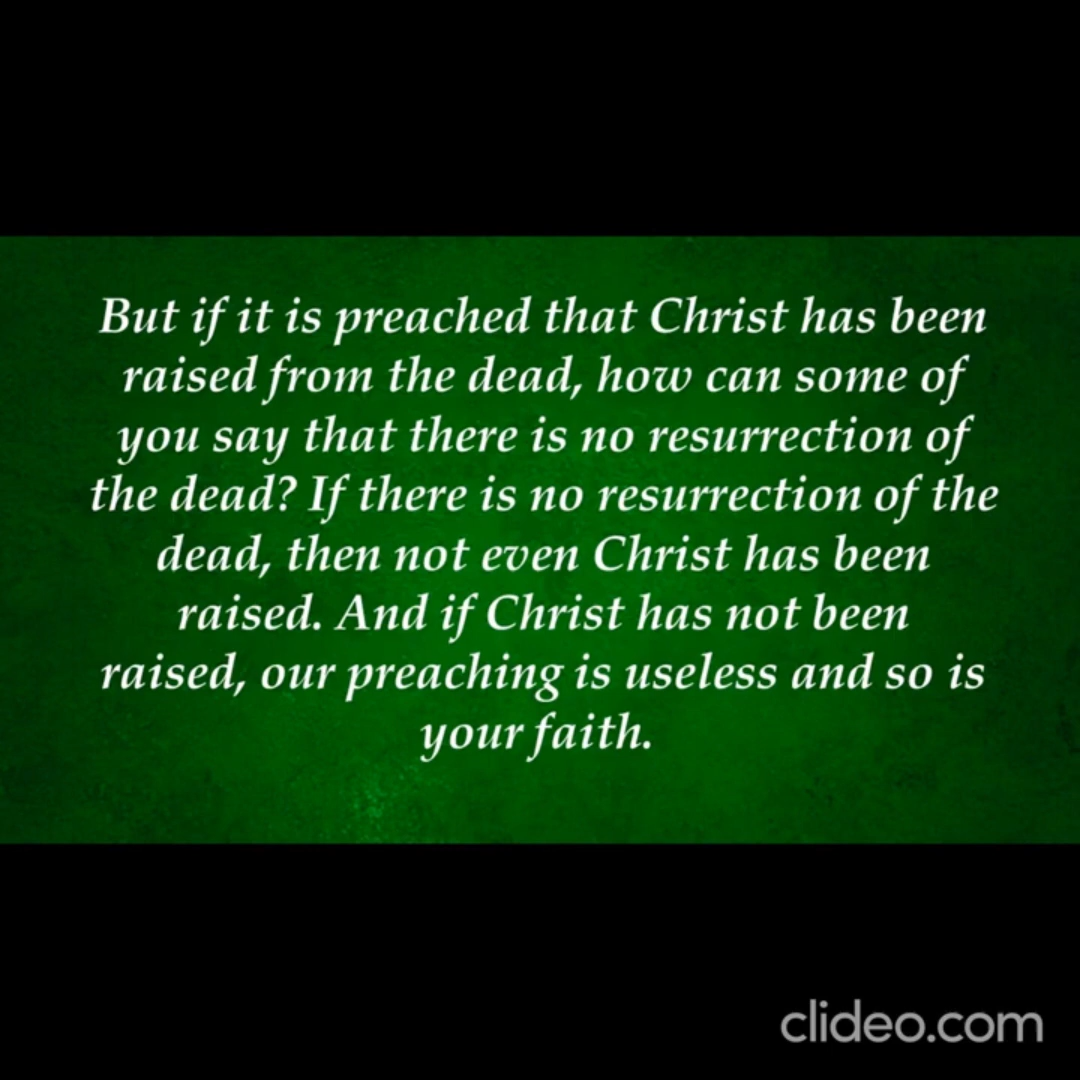 But if it is preached that Christ has been
raised from the dead, how can some of
you say that there is no resurrection of
the dead? If there is no resurrection of the
dead, then not even Christ has been
raised. And if Christ has not been
raised, our preaching is useless and so is
your faith.
clideo.com